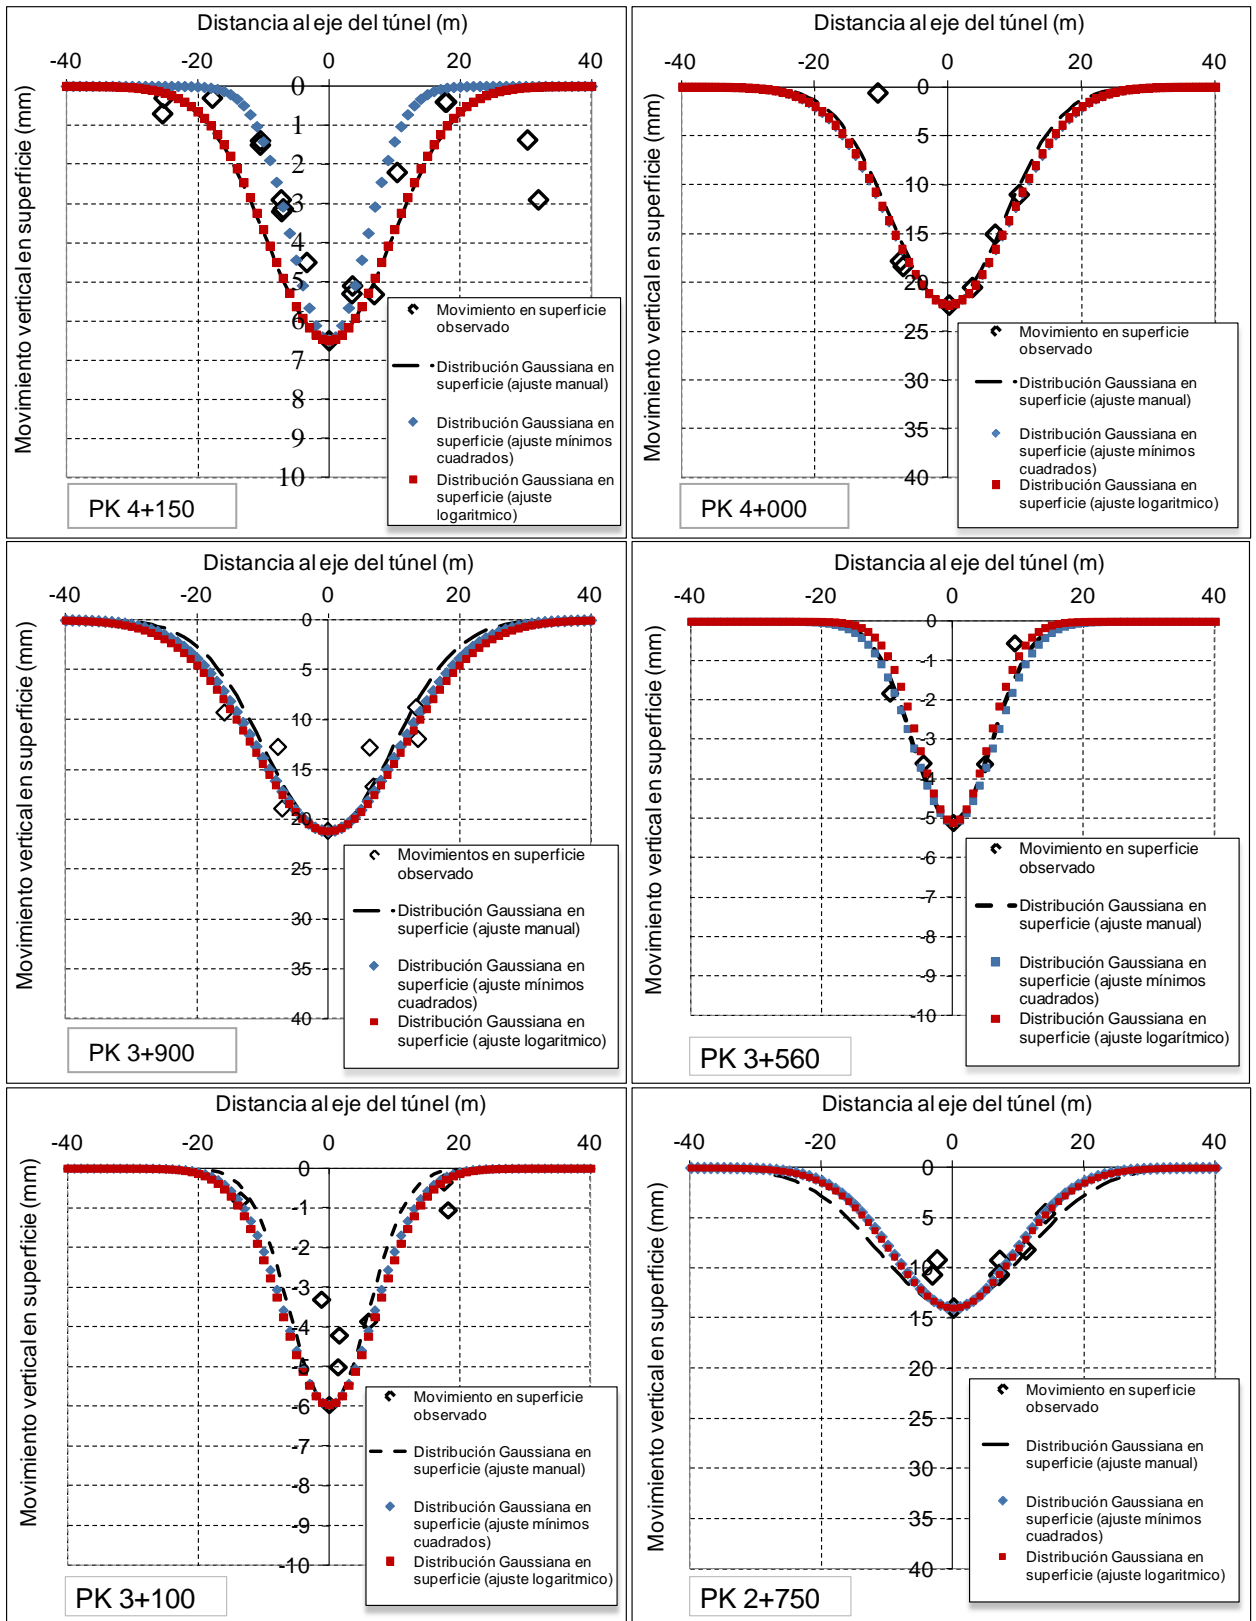 Distancia al eje del túnel (m)
-40 -20 0 20 40
Movimiento vertical en superficie (mm)
0
1
2
3
4
5
6
7
8
9
10
Movimiento en superficie
observado
Distribución Gaussiana en
superficie (ajuste manual)
Distribución Gaussiana en
superficie (ajuste mínimos
cuadrados)
Distribución Gaussiana en
superficie (ajuste
logaritmico)
PK 4+150
Distancia al eje del túnel (m)
-40 -20 0 20 40
Movimiento vertical en superficie (mm)
0
5
10
15
20
25
30
35
40
Movimiento en superficie
observado
Distribución Gaussiana en
superficie (ajuste manual)
Distribución Gaussiana en
superficie (ajuste mínimos
cuadrados)
Distribución Gaussiana en
superficie (ajuste logaritmico)
PK 4+000
Distancia al eje del túnel (m)
-40 -20 0 20 40
Movimiento vertical en superficie (mm)
0
5
10
15
20
25
30
35
40
Movimientos en superficie
observado
Distribución Gaussiana en
superficie (ajuste manual)
Distribución Gaussiana en
superficie (ajuste mínimos
cuadrados)
Distribución Gaussiana en
superficie (ajuste logaritmico)
PK 3+900
Distancia al eje del túnel (m)
-40 -20 0 20 40
Movimiento vertical en superficie (mm)
0
-1
-2
-3
-4
-5
-6
-7
-8
-9
-10
Movimiento en superficie
observado
Distribución Gaussiana en
superficie (ajuste manual)
Distribución Gaussiana en
superficie (ajuste mínimos
cuadrados)
Distribución Gaussiana en
superficie (ajuste logarítmico)
PK 3+560
Distancia al eje del túnel (m)
-40 -20 0 20 40
Movimiento vertical en superficie (mm)
0
-1
-2
-3
-4
-5
-6
-7
-8
-9
-10
Movimiento en superficie
observado
Distribución Gaussiana en
superficie (ajuste manual)
Distribución Gaussiana en
superficie (ajuste mínimos
cuadrados)
Distribución Gaussiana en
superficie (ajuste logaritmico)
PK 3+100
Distancia al eje del túnel (m)
-40 -20 0 20 40
Movimiento vertical en superficie (mm)
0
5
10
15
20
25
30
35
40
Movimiento en superficie
observado
Distribución Gaussiana en
superficie (ajuste manual)
Distribución Gaussiana en
superficie (ajuste mínimos
cuadrados)
Distribución Gaussiana en
superficie (ajuste logaritmico)
PK 2+750